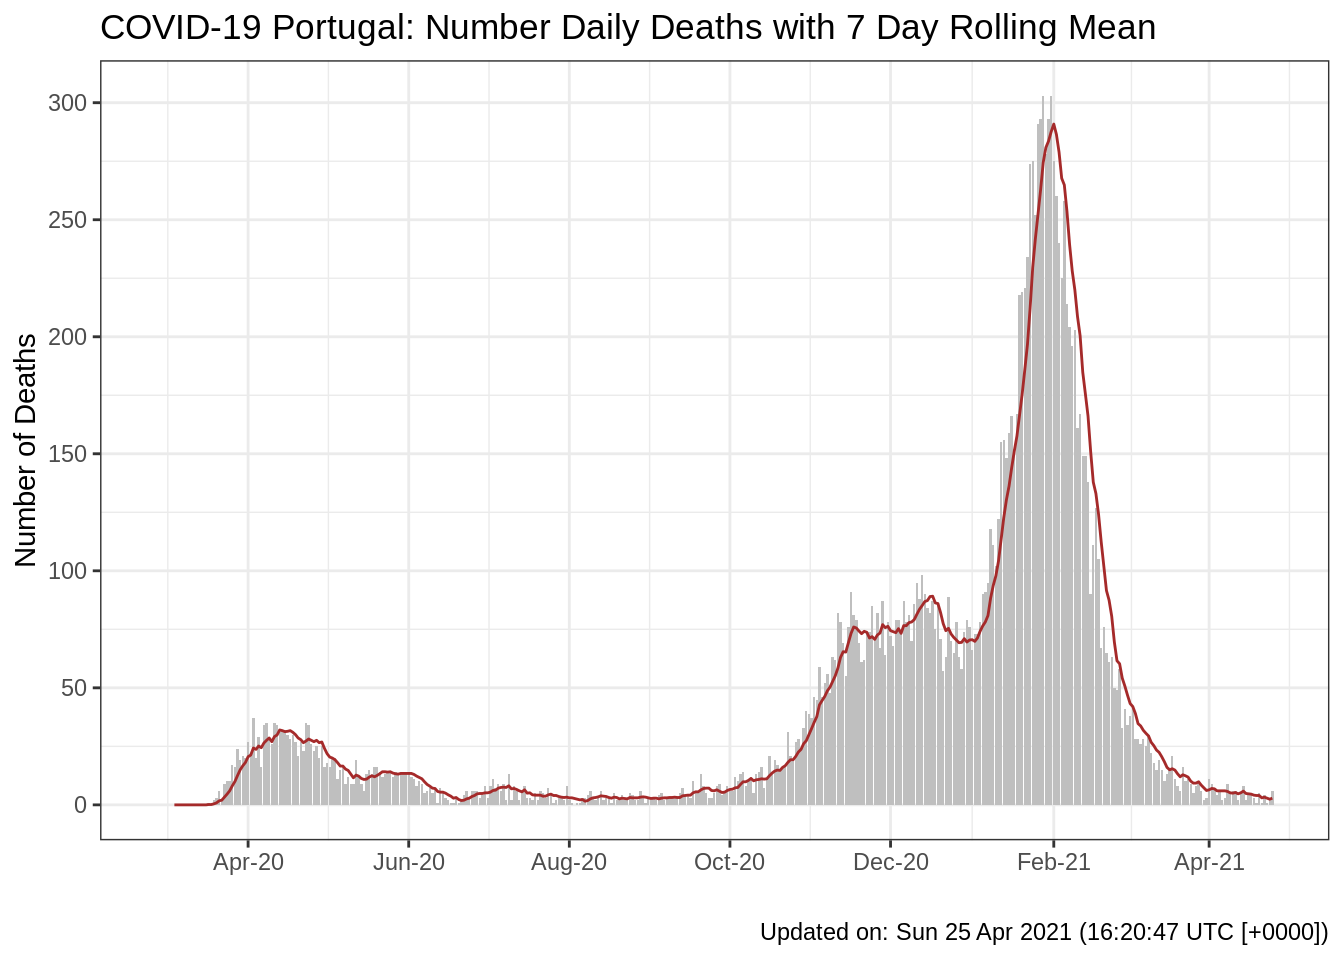 COVID-19 Portugal: Number Daily Deaths with 7 Day Rolling Mean
Number of Deaths
300
250
200
150
100
50
0
Apr-20
Jun-20
Aug-20
Oct-20
Dec-20
Feb-21
Apr-21
Updated on: Sun 25 Apr 2021 (16:20:47 UTC [+0000])